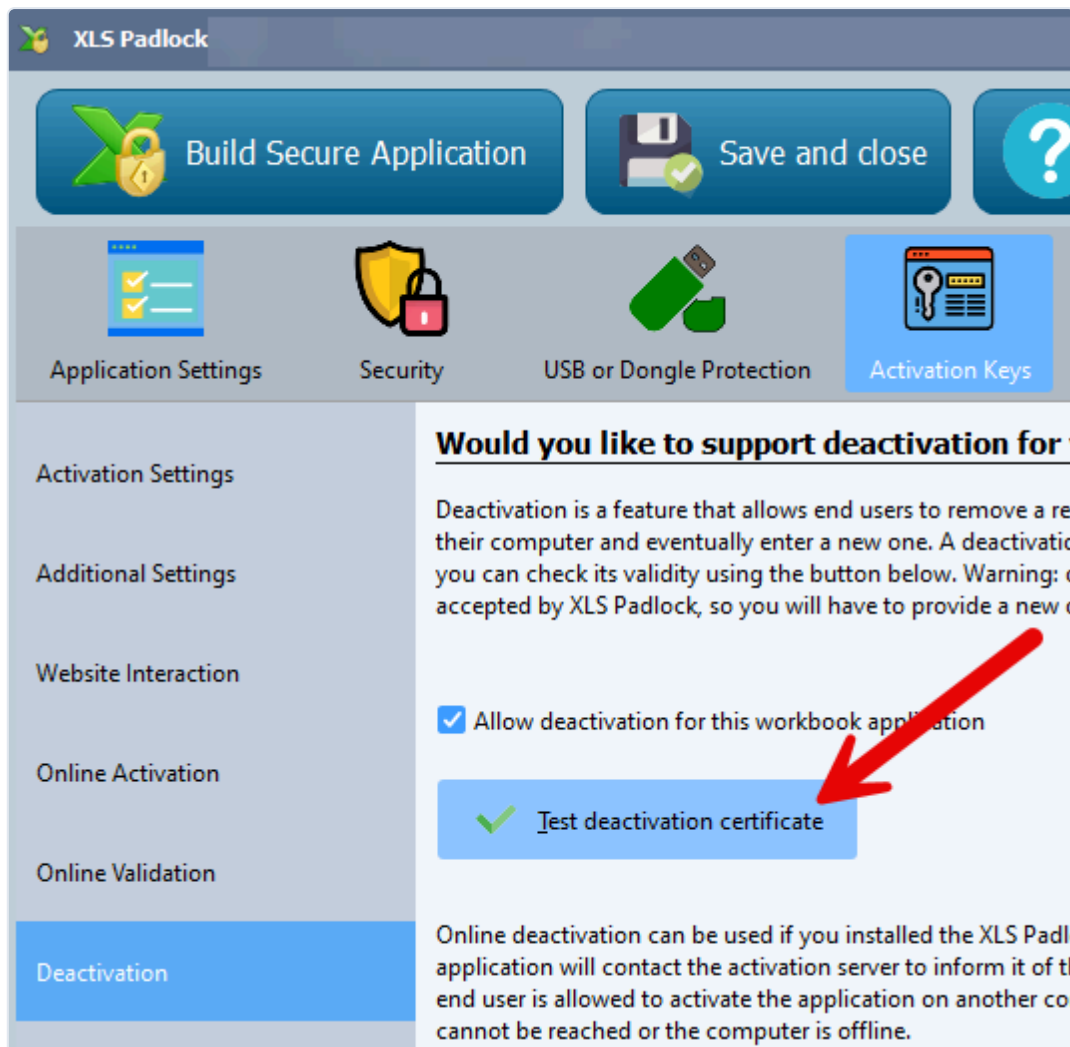 XLS Padlock
Build Secure Application
Save and close
?
Application Settings
Security
USB or Dongle Protection
Activation Keys
Activation Settings
Additional Settings
Website Interaction
Online Activation
Online Validation
Deactivation
Would you like to support deactivation for
Deactivation is a feature that allows end users to remove a
their computer and eventually enter a new one. A
you can check its validity using the button below. Warning:
accepted by XLS Padlock, so you will have to provide a new
Allow deactivation for this workbook application
Test deactivation certificate
Online deactivation can be used if you installed the XLS
application will contact the activation server to inform it of
end user is allowed to activate the application on another
cannot be reached or the computer is offline.